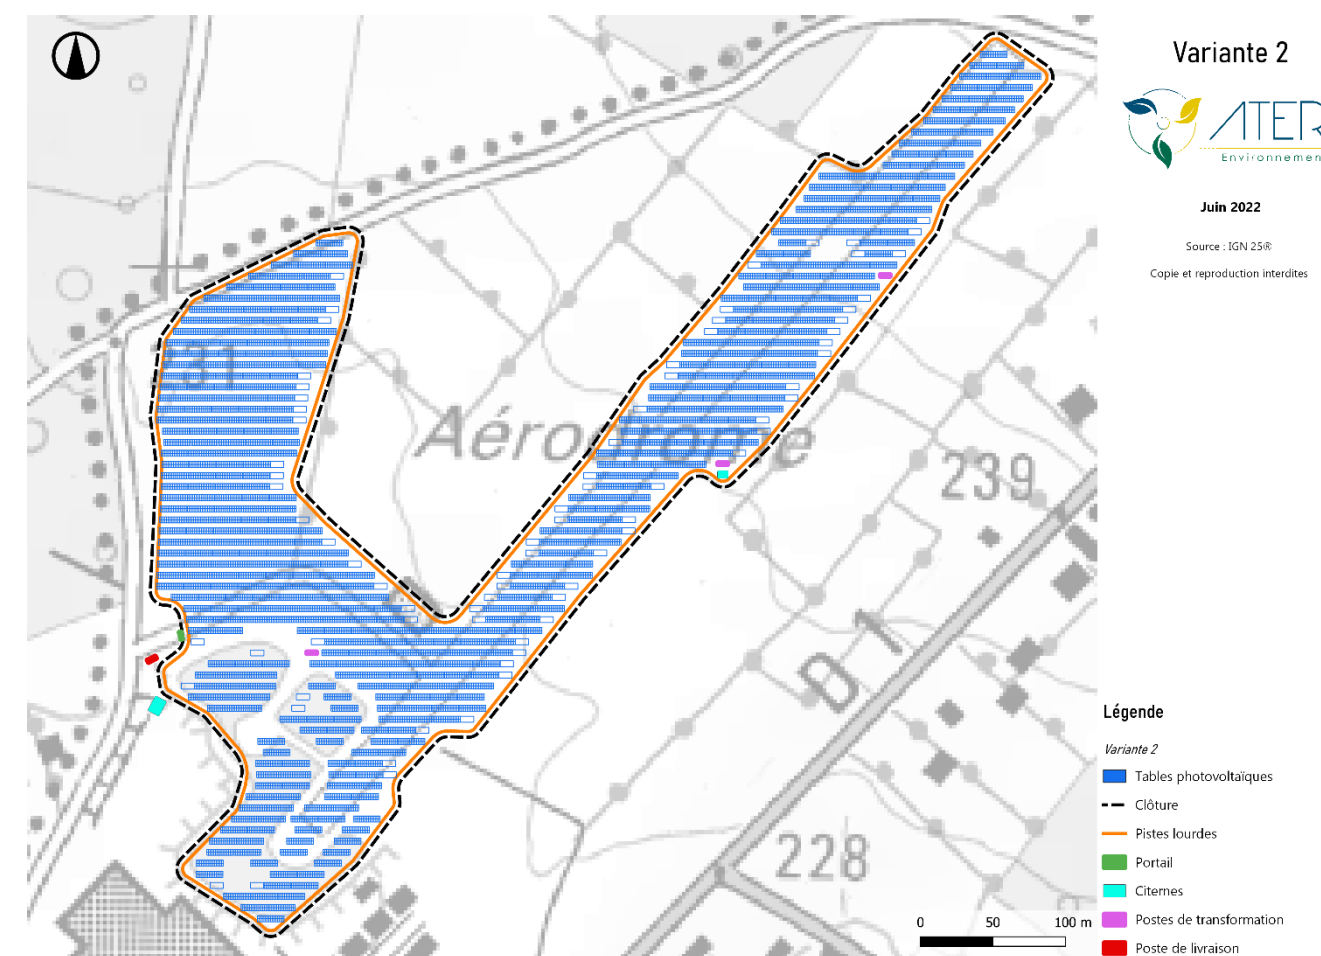 Variante 2
ATER
Environnemen
Juin 2022
Source : IGN 25®
Copie et reproduction interdites
231
Aérodrome
239
D 1
228
0 50 100 m
Légende
Variante 2
Tables photovoltaïques
Clôture
Pistes lourdes
Portail
Citernes
Postes de transformation
Poste de livraison